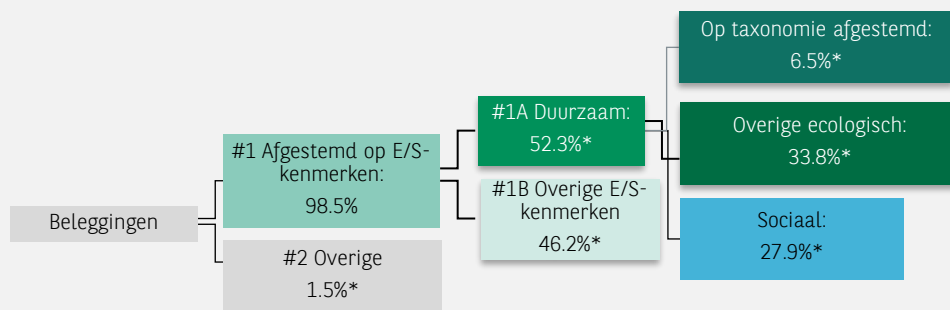 Beleggingen
#1 Afgestemd op E/S-
kenmerken:
98.5%
#2 Overige
1.5%*
#1A Duurzaam:
52.3%*
#1B Overige E/S-
kenmerken
46.2%*
Op taxonomie afgestemd:
6.5%*
Overige ecologisch:
33.8%*
Sociaal:
27.9%*